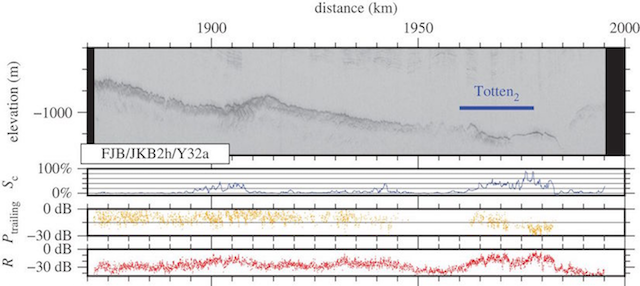 distance (km)
1900 1950 2000
elevation (m)
−1000
Totten2
FJB/JKB2h/Y32a
Sc
100%
0%
Ptrailing
0 dB
−30 dB
R
0 dB
−30 dB